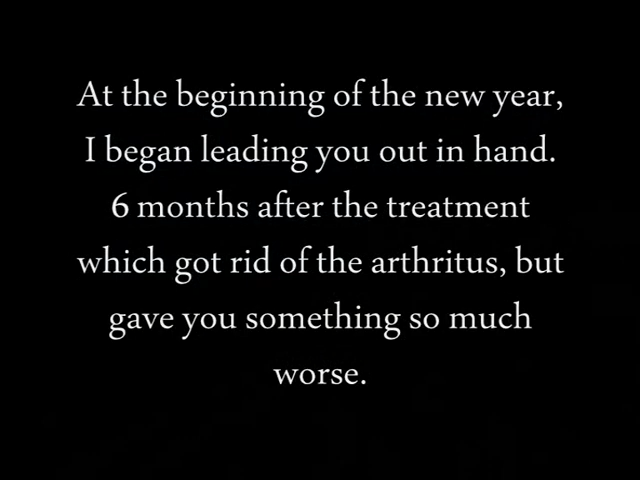 At the beginning of the new year,
I began leading you out in hand.
6 months after the treatment
which got rid of the arthritus, but
gave you something so much
worse.